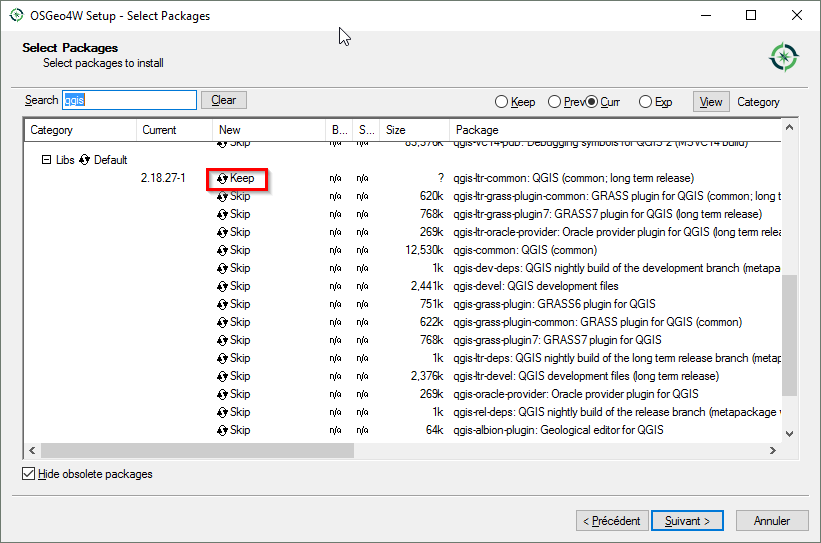 OSGeo4W Setup - Select Packages
Select Packages
Select packages to install
Search qgis Clear Keep Prev Curr Exp View Category
Category Current New B... S... Size Package
Skip n/a n/a 83,376k qgis-vc14-pdb: Debugging symbols for QGIS 2 (MSVC14 build)
Libs Default
2.18.27-1 Keep ? qgis-ltr-common: QGIS (common; long term release)
Skip n/a n/a 620k qgis-ltr-grass-plugin-common: GRASS plugin for QGIS (common; long t
Skip n/a n/a 768k qgis-ltr-grass-plugin7: GRASS7 plugin for QGIS (long term release)
Skip n/a n/a 269k qgis-ltr-oracle-provider: Oracle provider plugin for QGIS (long term relea
Skip n/a n/a 12,530k qgis-common: QGIS (common)
Skip n/a n/a 1k qgis-dev-deps: QGIS nightly build of the development branch (metapac
Skip n/a n/a 2,441k qgis-devel: QGIS development files
Skip n/a n/a 751k qgis-grass-plugin: GRASS6 plugin for QGIS
Skip n/a n/a 622k qgis-grass-plugin-common: GRASS plugin for QGIS (common)
Skip n/a n/a 768k qgis-grass-plugin7: GRASS7 plugin for QGIS
Skip n/a n/a 1k qgis-ltr-deps: QGIS nightly build of the long term release branch (metap
Skip n/a n/a 2,376k qgis-ltr-devel: QGIS development files (long term release)
Skip n/a n/a 269k qgis-oracle-provider: Oracle provider plugin for QGIS
Skip n/a n/a 1k qgis-rel-deps: QGIS nightly build of the release branch (metapackage w
Skip n/a n/a 64k qgis-albion-plugin: Geological editor for QGIS
Hide obsolete packages
< Précédent Suivant > Annuler